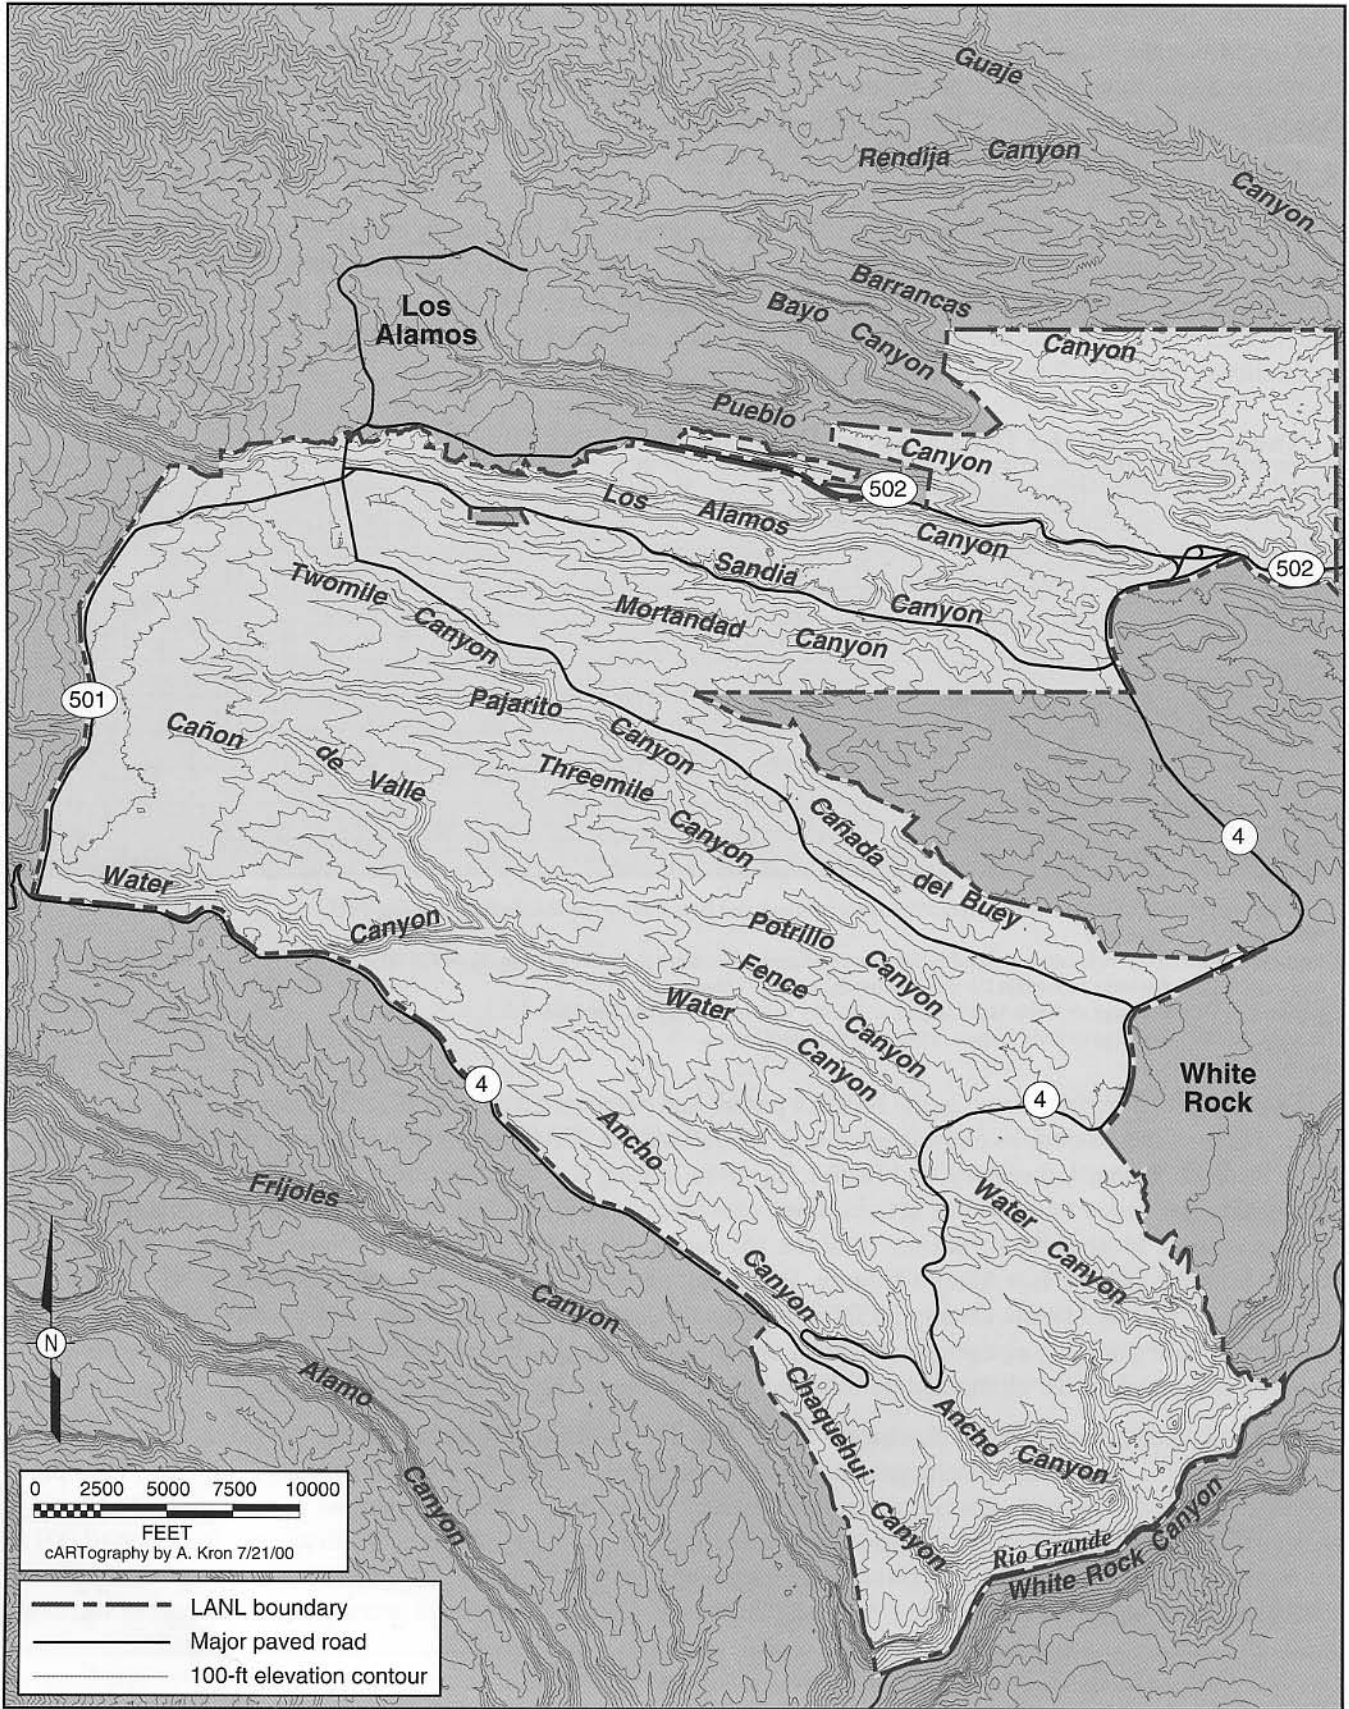 Guaje
Canyon
Rendija Canyon
Barrancas
Canyon
Bayo Canyon
Los
Alamos
Pueblo
Canyon
502
Los Alamos Canyon
502
Sandia Canyon
Twomile Canyon
Mortandad Canyon
501
Pajarito Canyon
Cañon de Valle
Threemile Canyon
Cañada del Buey
4
Water Canyon
Potrillo Canyon
Fence Canyon
Water Canyon
White
Rock
4
4
Ancho Canyon
Frijoles Canyon
Water Canyon
Alamo Canyon
Chaquehui Canyon
Ancho Canyon
Rio Grande
White Rock Canyon
N
0 2500 5000 7500 10000
FEET
cARTography by A. Kron 7/21/00
LANL boundary
Major paved road
100-ft elevation contour